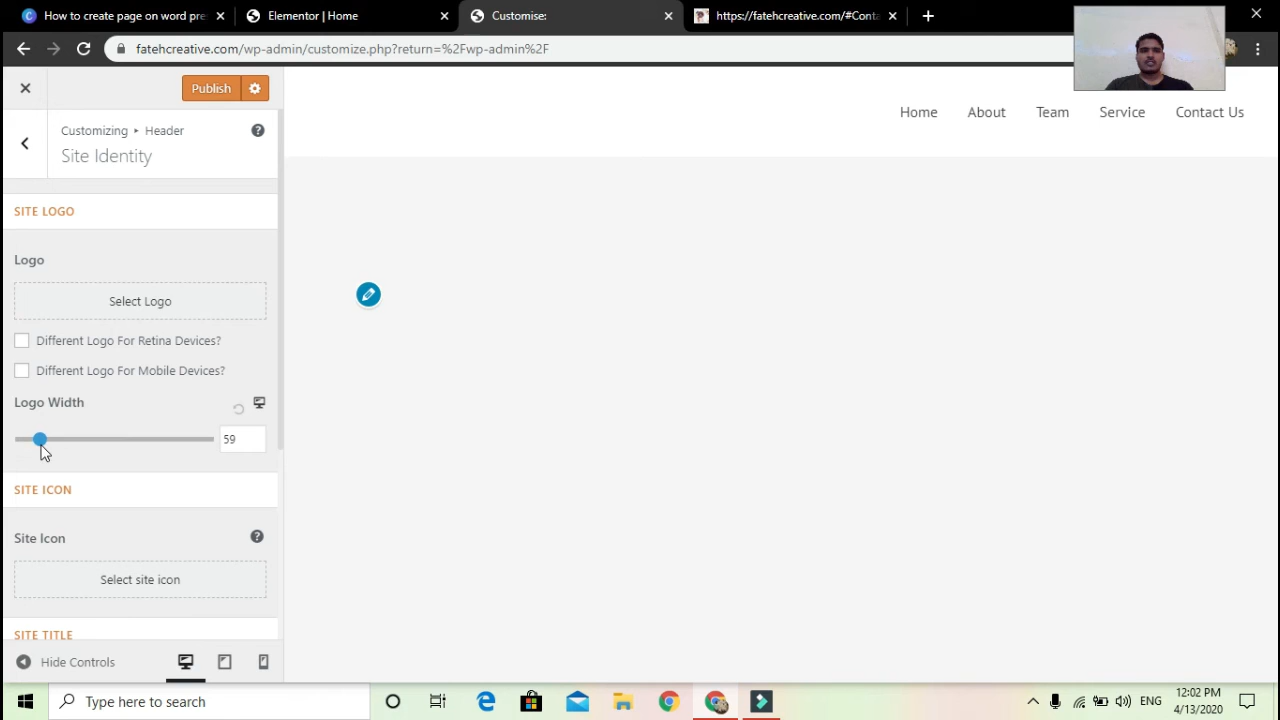 How to create page on word pre
Elementor | Home
Customise:
https://fatehcreative.com/#Conta
fatehcreative.com/wp-admin/customize.php?return=%2Fwp-admin%2F
Publish
Customizing ▸ Header
Site Identity
Home About Team Service Contact Us
SITE LOGO
Logo
Select Logo
Different Logo For Retina Devices?
Different Logo For Mobile Devices?
Logo Width
59
SITE ICON
Site Icon
Select site icon
SITE TITLE
Hide Controls
Type here to search
ENG
12:02 PM
4/13/2020